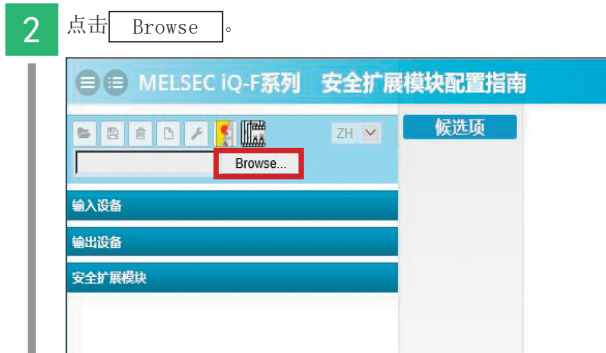 2 点击 Browse 。
MELSEC iQ-F系列 安全扩展模块配置指南
ZH
候选项
Browse...
输入设备
输出设备
安全扩展模块